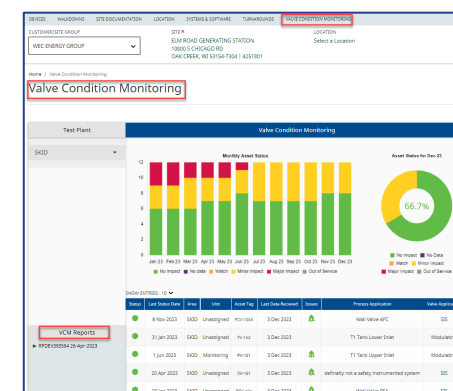 DEVICES WALKDOWNS SITE DOCUMENTATION LOCATION SYSTEMS & SOFTWARE TURNAROUNDS VALVE CONDITION MONITORING
CUSTOMER/SITE GROUP
WEC ENERGY GROUP
SITE
ELM ROAD GENERATING STATION
10800 S CHICAGO RD
OAK CREEK, WI 53154-7304 | 4251801
LOCATION
Select a Location
Home / Valve Condition Monitoring
Valve Condition Monitoring
Test Plant
SKID
Valve Condition Monitoring
Monthly Asset Status
12
10
8
6
4
2
0
Jan 23 Feb 23 Mar 23 Apr 23 May 23 Jun 23 Jul 23 Aug 23 Sep 23 Oct 23 Nov 23 Dec 23
No Impact No data Watch Minor Impact Major Impact Out of Service
Asset Status for Dec 23
66.7%
No Impact No Data
Watch Minor Impact
Major Impact Out of Service
SHOW ENTRIES 10
Status Last Status Date Area Unit Asset Tag Last Data Recieved Issues Process Application Valve Applica
8 Nov 2023 SKID Unassigned 3 Dec 2023 Wail Valve AFC SIS
31 Jan 2023 SKID Unassigned 3 Dec 2023 T1 Tank Lower Inlet Modulatin
1 Jun 2023 SKID Monitoring 3 Dec 2023 T1 Tank Upper Inlet Modulatin
20 Apr 2023 SKID Unassigned 3 Dec 2023 definatly not a safety instrumented system SIS
VCM Reports
26-Apr-2023